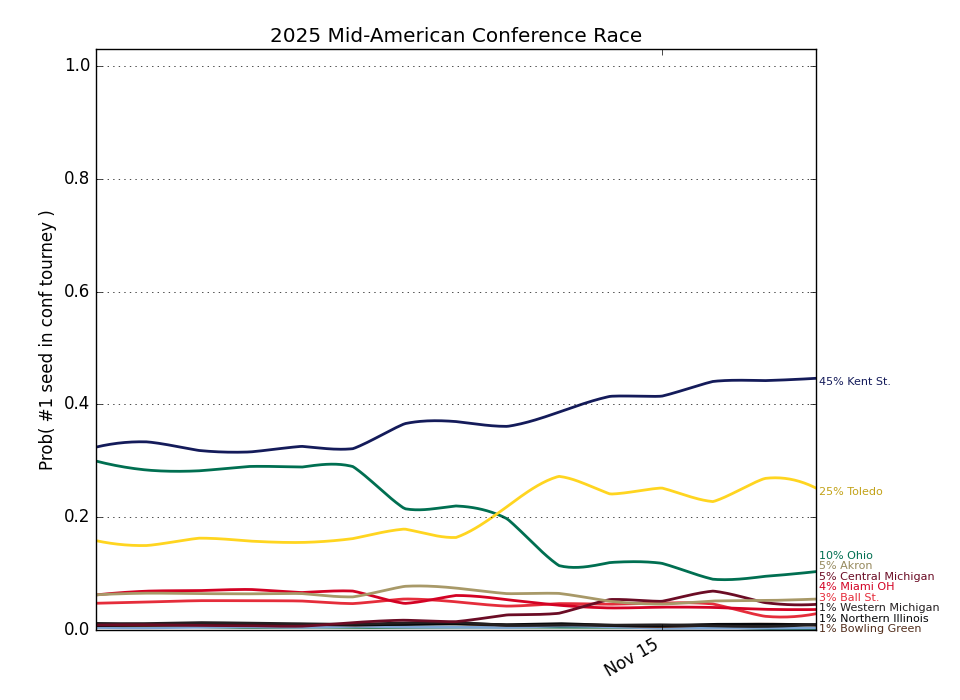 2025 Mid-American Conference Race
Prob( #1 seed in conf tourney )
1.0
0.8
0.6
0.4
0.2
0.0
Nov 15
45% Kent St.
25% Toledo
10% Ohio
5% Akron
5% Central Michigan
4% Miami OH
3% Ball St.
1% Western Michigan
1% Northern Illinois
1% Bowling Green